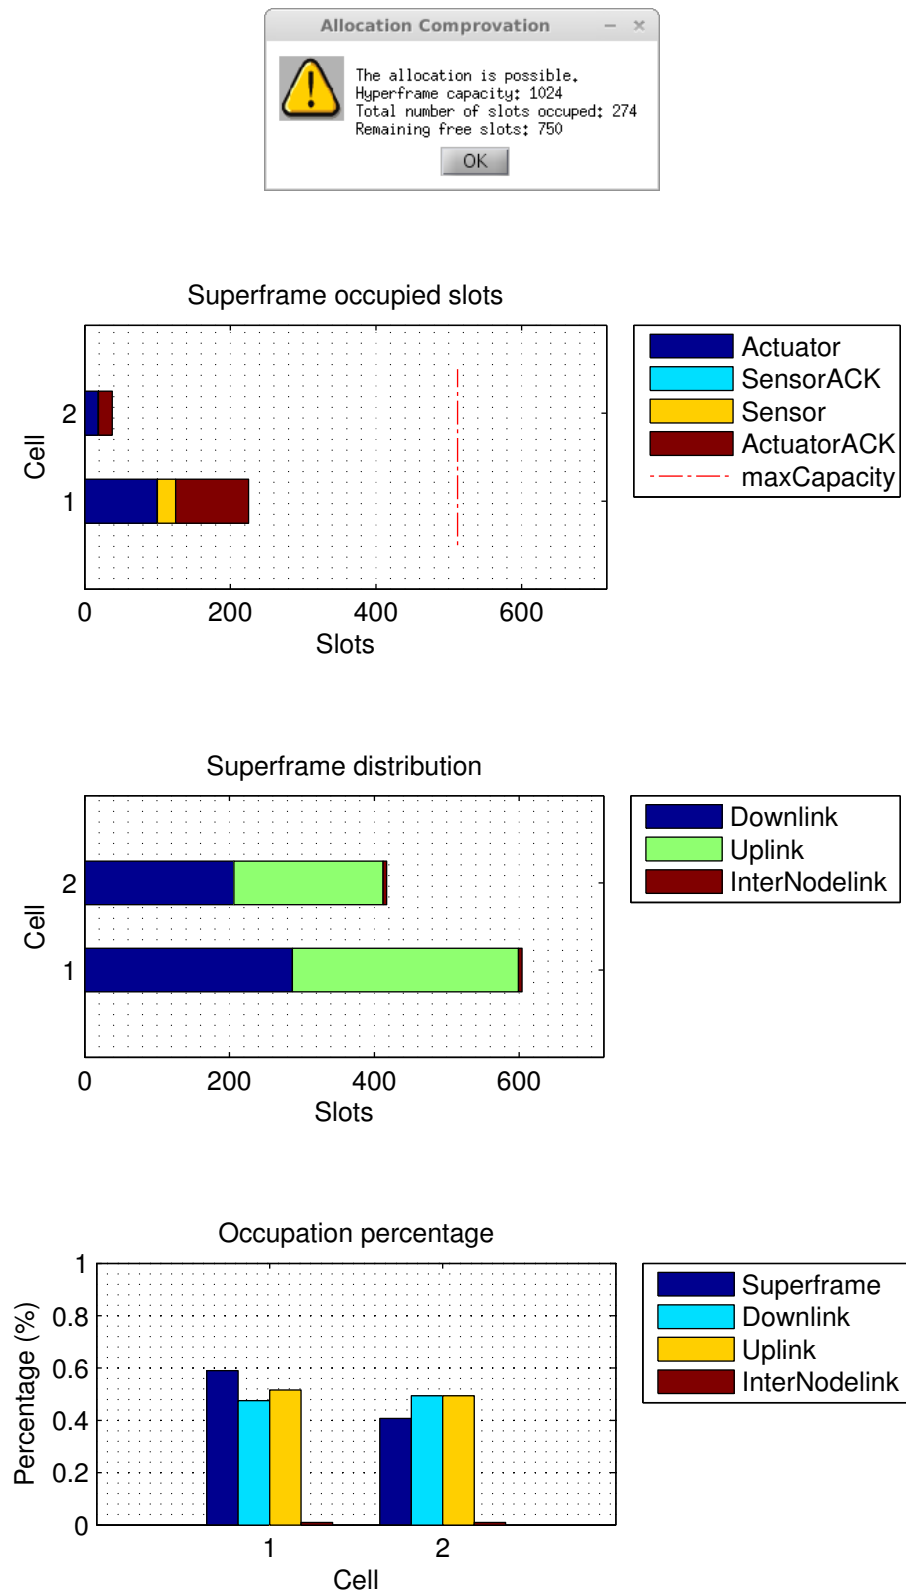 Allocation Comprovation
The allocation is possible.
Hyperframe capacity: 1024
Total number of slots occuped: 274
Remaining free slots: 750
OK
Superframe occupied slots
Cell
2
1
0 200 400 600
Slots
Actuator
SensorACK
Sensor
ActuatorACK
maxCapacity
Superframe distribution
Cell
2
1
0 200 400 600
Slots
Downlink
Uplink
InterNodelink
Occupation percentage
Percentage (%)
1
0.8
0.6
0.4
0.2
0
1 2
Cell
Superframe
Downlink
Uplink
InterNodelink